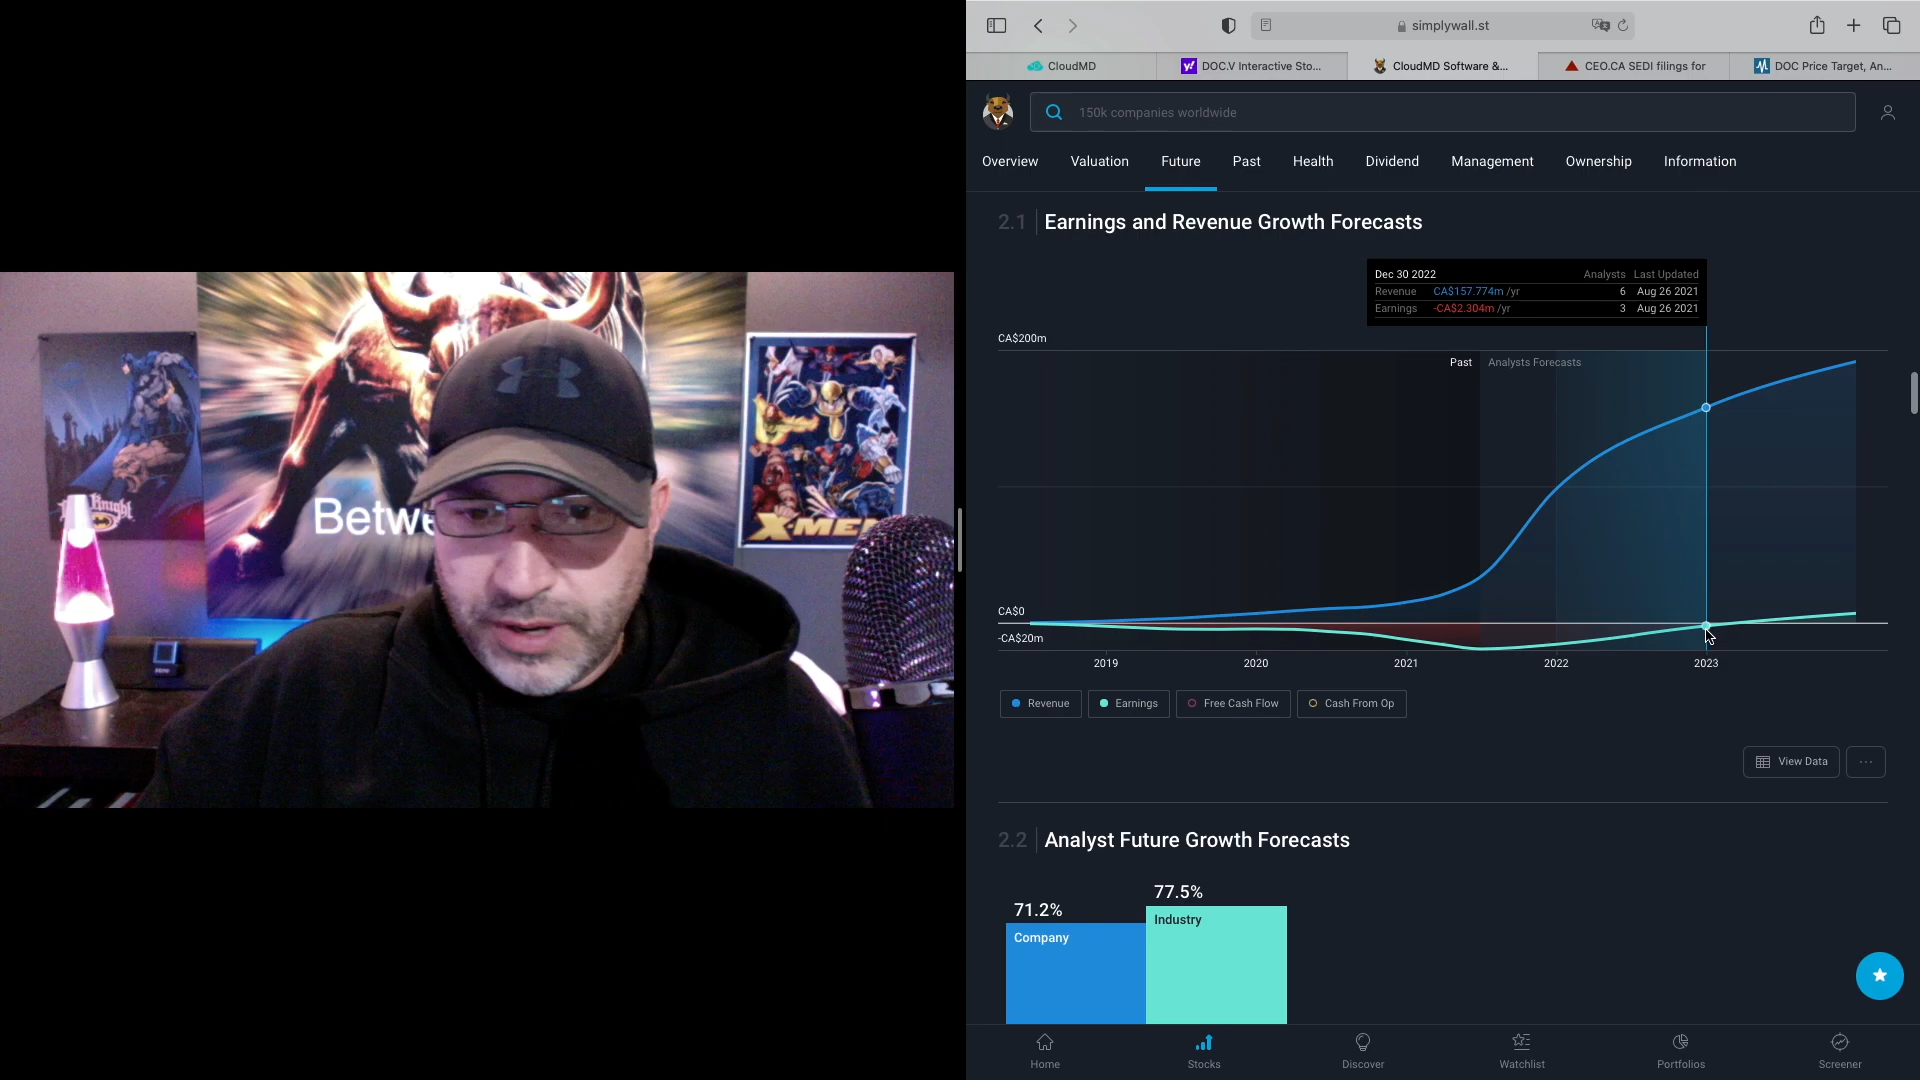 simplywall.st
CloudMD
DOC.V Interactive Sto...
CloudMD Software &...
CEO.CA SEDI filings for
DOC Price Target, An...
150k companies worldwide
Overview
Valuation
Future
Past
Health
Dividend
Management
Ownership
Information
2.1 Earnings and Revenue Growth Forecasts
Dec 30 2022 Analysts Last Updated
Revenue CA$157.774m /yr 6 Aug 26 2021
Earnings -CA$2.304m /yr 3 Aug 26 2021
CA$200m
Past
Analysts Forecasts
CA$0
-CA$20m
2019
2020
2021
2022
2023
Revenue
Earnings
Free Cash Flow
Cash From Op
View Data
2.2 Analyst Future Growth Forecasts
71.2%
Company
77.5%
Industry
Home
Stocks
Discover
Watchlist
Portfolios
Screener
Betwe
Knight
X-MEN